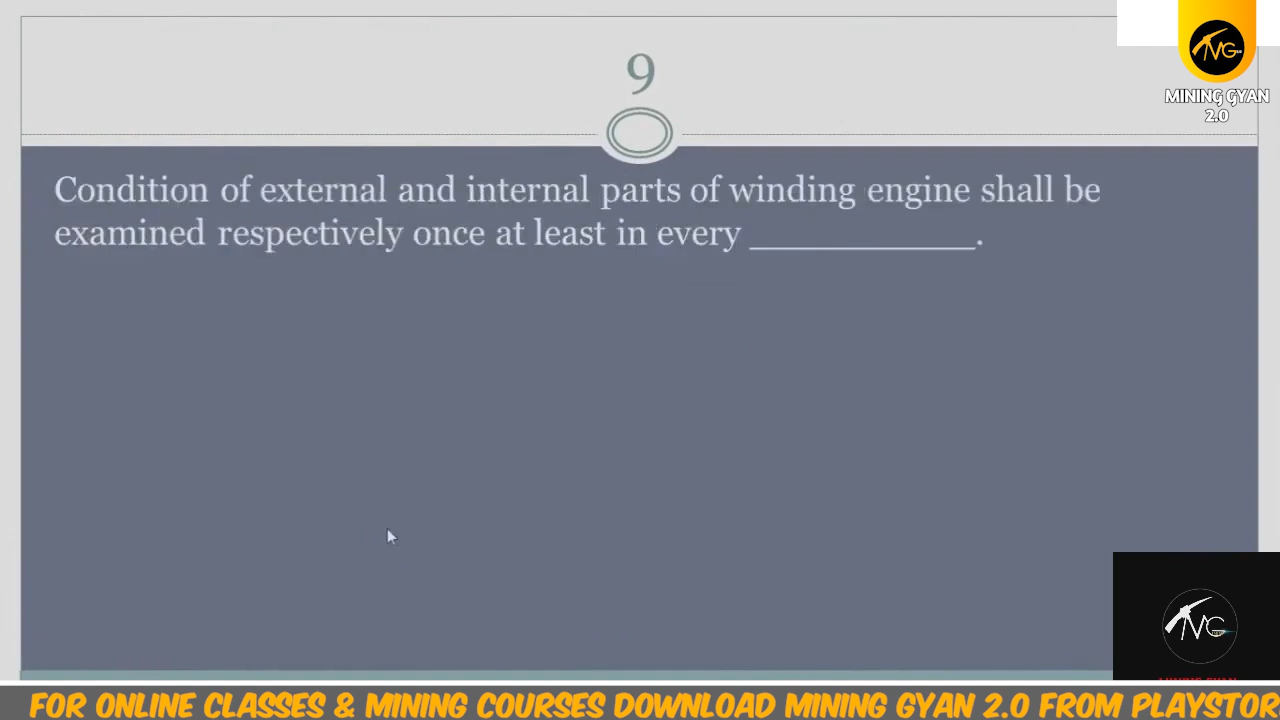 9
MINING GYAN
2.0
Condition of external and internal parts of winding engine shall be
examined respectively once at least in every ____________.
FOR ONLINE CLASSES & MINING COURSES DOWNLOAD MINING GYAN 2.0 FROM PLAYSTOR